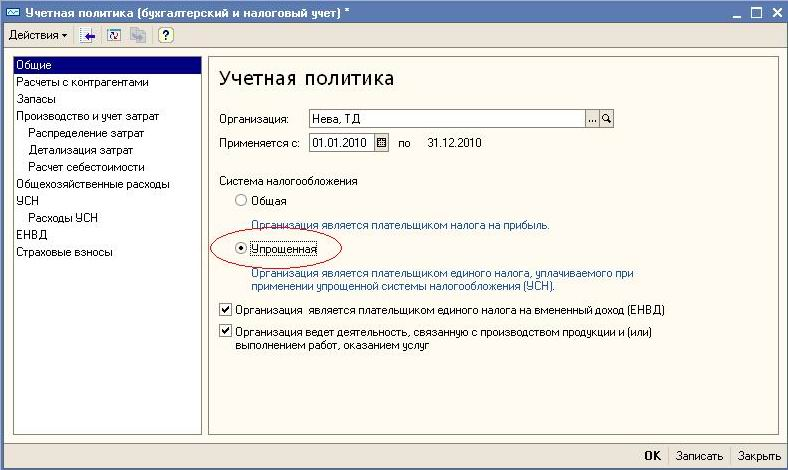 Учетная политика (бухгалтерский и налоговый учет) *
Действия
?
Общие
Расчеты с контрагентами
Запасы
Производство и учет затрат
Распределение затрат
Детализация затрат
Расчет себестоимости
Общехозяйственные расходы
УСН
Расходы УСН
ЕНВД
Страховые взносы
Учетная политика
Организация: Нева, ТД ...
Применяется с: 01.01.2010 по 31.12.2010
Система налогообложения
Общая
Организация является плательщиком налога на прибыль.
Упрощенная
Организация является плательщиком единого налога, уплачиваемого при
применении упрощенной системы налогообложения (УСН).
Организация является плательщиком единого налога на вмененный доход (ЕНВД)
Организация ведет деятельность, связанную с производством продукции и (или)
выполнением работ, оказанием услуг
OK Записать Закрыть